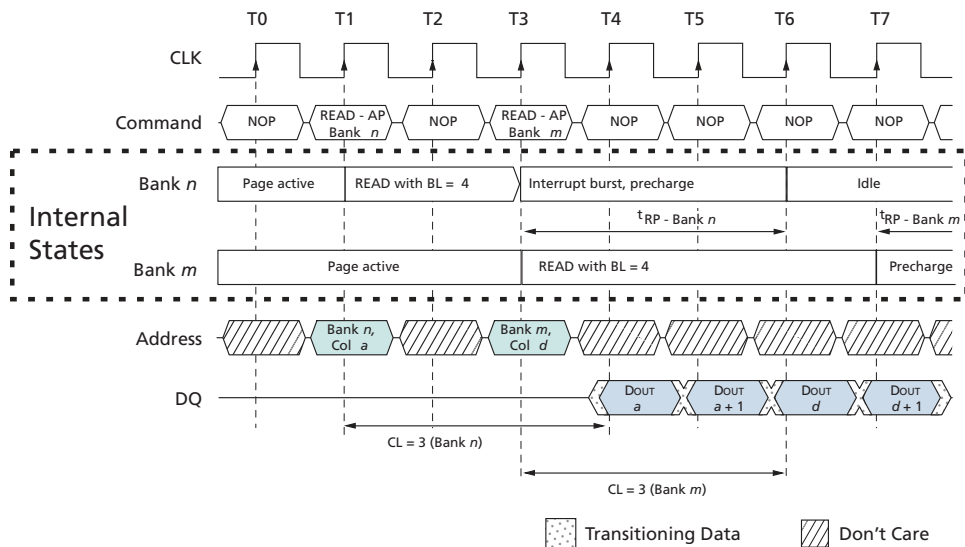 T0 T1 T2 T3 T4 T5 T6 T7
CLK
Command NOP READ - AP Bank n NOP READ - AP Bank m NOP NOP NOP NOP
Internal States
Bank n Page active READ with BL = 4 Interrupt burst, precharge Idle
tRP - Bank n tRP - Bank m
Bank m Page active READ with BL = 4 Precharge
Address Bank n, Col a Bank m, Col d
DQ DOUT a DOUT a + 1 DOUT d DOUT d + 1
CL = 3 (Bank n)
CL = 3 (Bank m)
Transitioning Data Don't Care